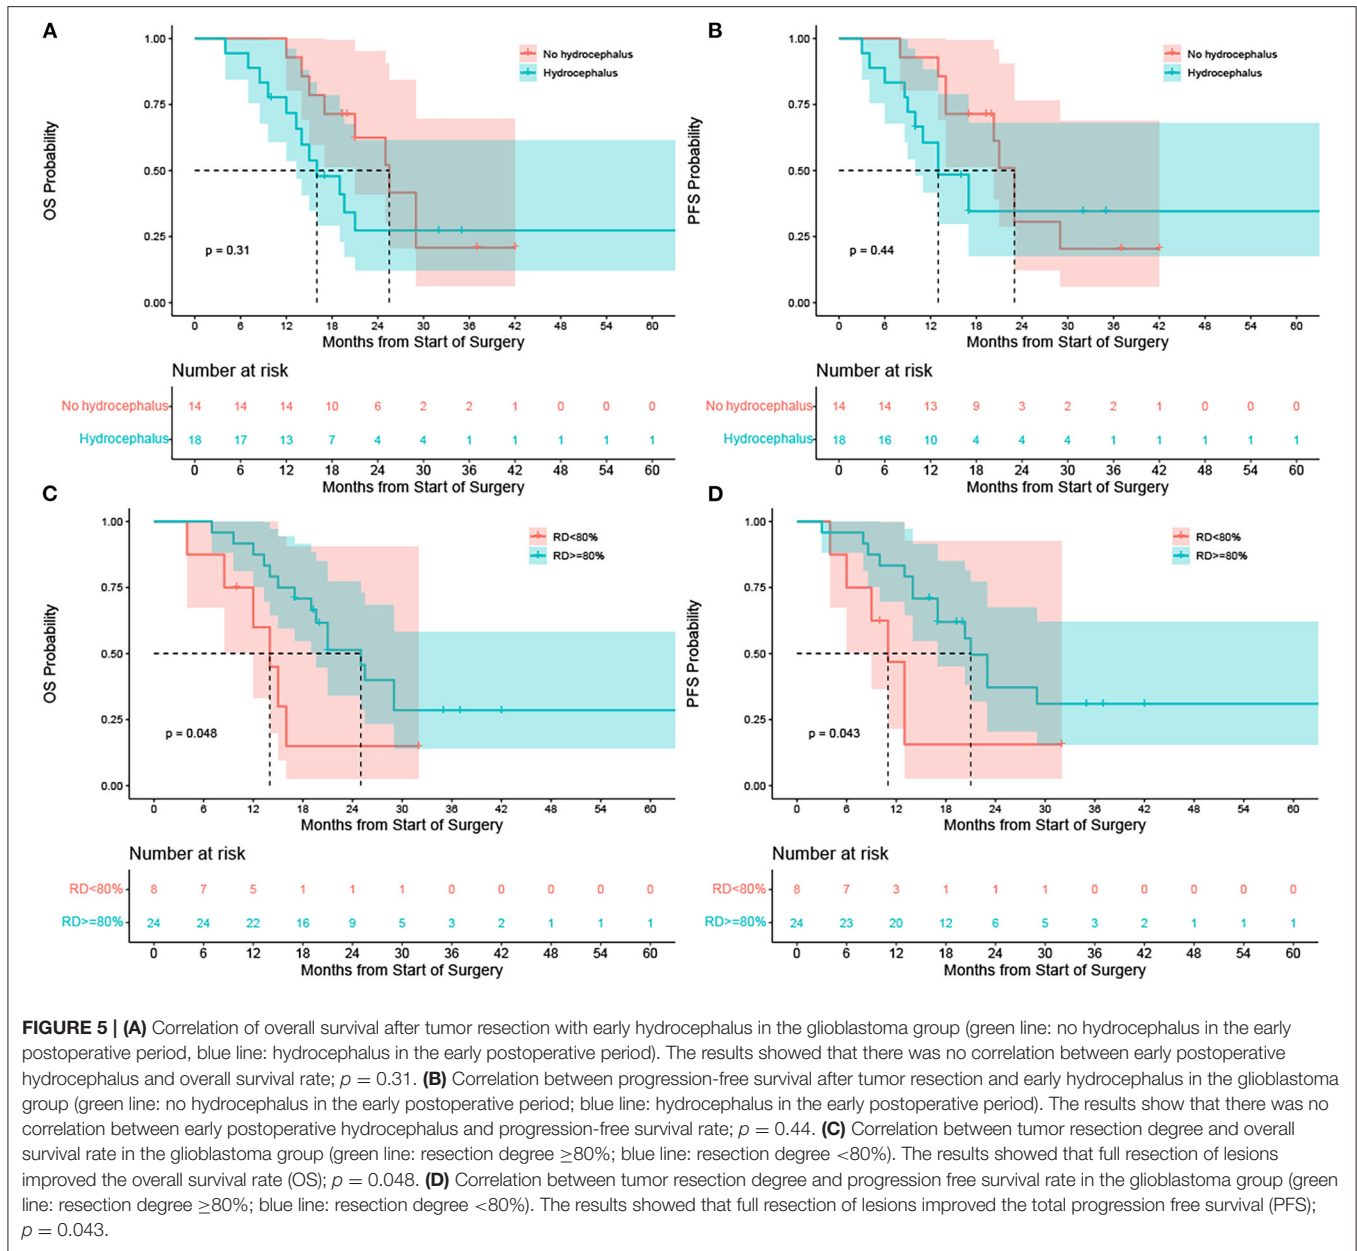 A
1.00
0.75
0.50
0.25
0.00
OS Probability
No hydrocephalus
Hydrocephalus
p = 0.31
0 6 12 18 24 30 36 42 48 54 60
Months from Start of Surgery
Number at risk
No hydrocephalus 14 14 14 10 6 2 2 1 0 0 0
Hydrocephalus 18 17 13 7 4 4 1 1 1 1 1
0 6 12 18 24 30 36 42 48 54 60
Months from Start of Surgery
B
1.00
0.75
0.50
0.25
0.00
PFS Probability
No hydrocephalus
Hydrocephalus
p = 0.44
0 6 12 18 24 30 36 42 48 54 60
Months from Start of Surgery
Number at risk
No hydrocephalus 14 14 13 9 3 2 2 1 0 0 0
Hydrocephalus 18 16 10 4 4 4 1 1 1 1 1
0 6 12 18 24 30 36 42 48 54 60
Months from Start of Surgery
C
1.00
0.75
0.50
0.25
0.00
OS Probability
RD<80%
RD>=80%
p = 0.048
0 6 12 18 24 30 36 42 48 54 60
Months from Start of Surgery
Number at risk
RD<80% 8 7 5 1 1 1 0 0 0 0 0
RD>=80% 24 24 22 16 9 5 3 2 1 1 1
0 6 12 18 24 30 36 42 48 54 60
Months from Start of Surgery
D
1.00
0.75
0.50
0.25
0.00
PFS Probability
RD<80%
RD>=80%
p = 0.043
0 6 12 18 24 30 36 42 48 54 60
Months from Start of Surgery
Number at risk
RD<80% 8 7 3 1 1 1 0 0 0 0 0
RD>=80% 24 23 20 12 6 5 3 2 1 1 1
0 6 12 18 24 30 36 42 48 54 60
Months from Start of Surgery
FIGURE 5 | (A) Correlation of overall survival after tumor resection with early hydrocephalus in the glioblastoma group (green line: no hydrocephalus in the early
postoperative period, blue line: hydrocephalus in the early postoperative period). The results showed that there was no correlation between early postoperative
hydrocephalus and overall survival rate; p = 0.31. (B) Correlation between progression-free survival after tumor resection and early hydrocephalus in the glioblastoma
group (green line: no hydrocephalus in the early postoperative period; blue line: hydrocephalus in the early postoperative period). The results show that there was no
correlation between early postoperative hydrocephalus and progression-free survival rate; p = 0.44. (C) Correlation between tumor resection degree and overall
survival rate in the glioblastoma group (green line: resection degree ≥80%; blue line: resection degree <80%). The results showed that full resection of lesions
improved the overall survival rate (OS); p = 0.048. (D) Correlation between tumor resection degree and progression free survival rate in the glioblastoma group (green
line: resection degree ≥80%; blue line: resection degree <80%). The results showed that full resection of lesions improved the total progression free survival (PFS);
p = 0.043.